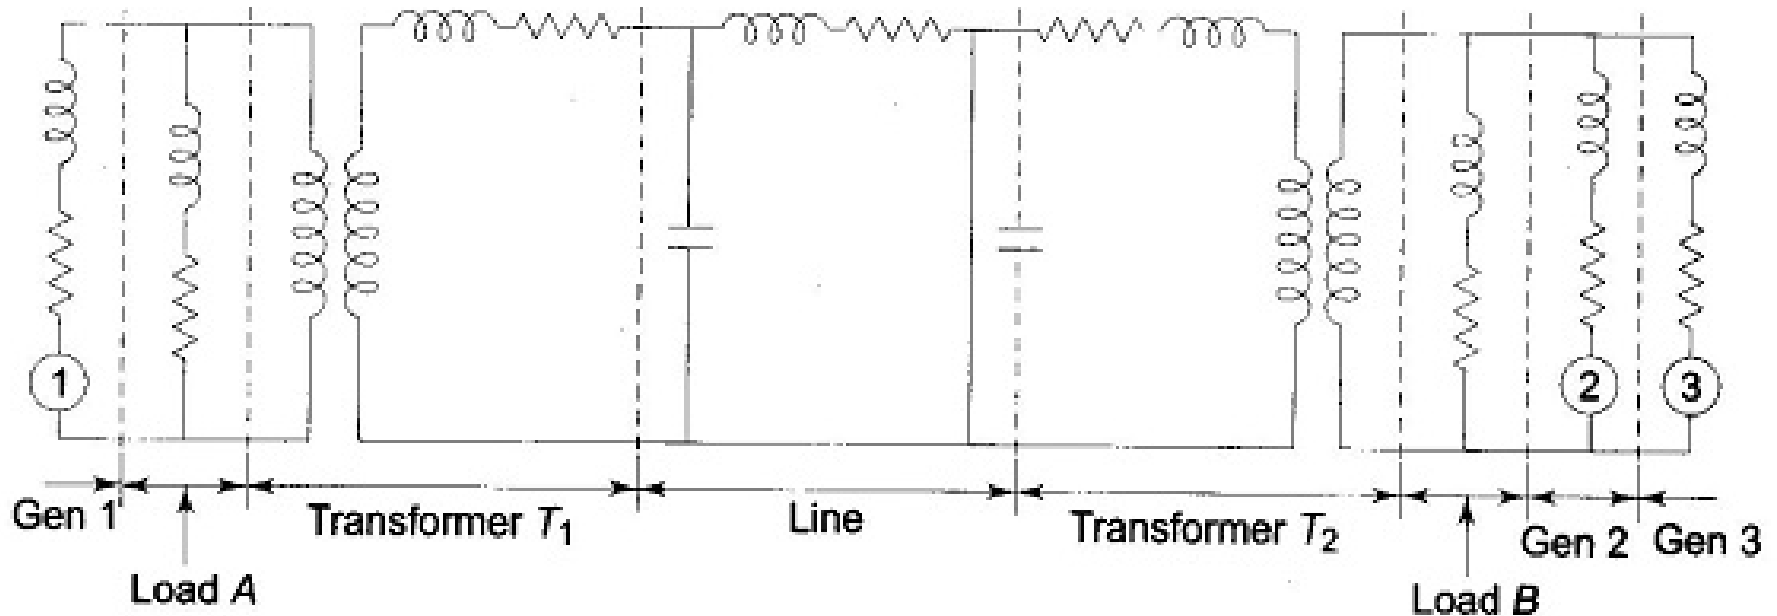 1
2
3
Gen 1
Transformer T1
Line
Transformer T2
Gen 2
Gen 3
Load A
Load B